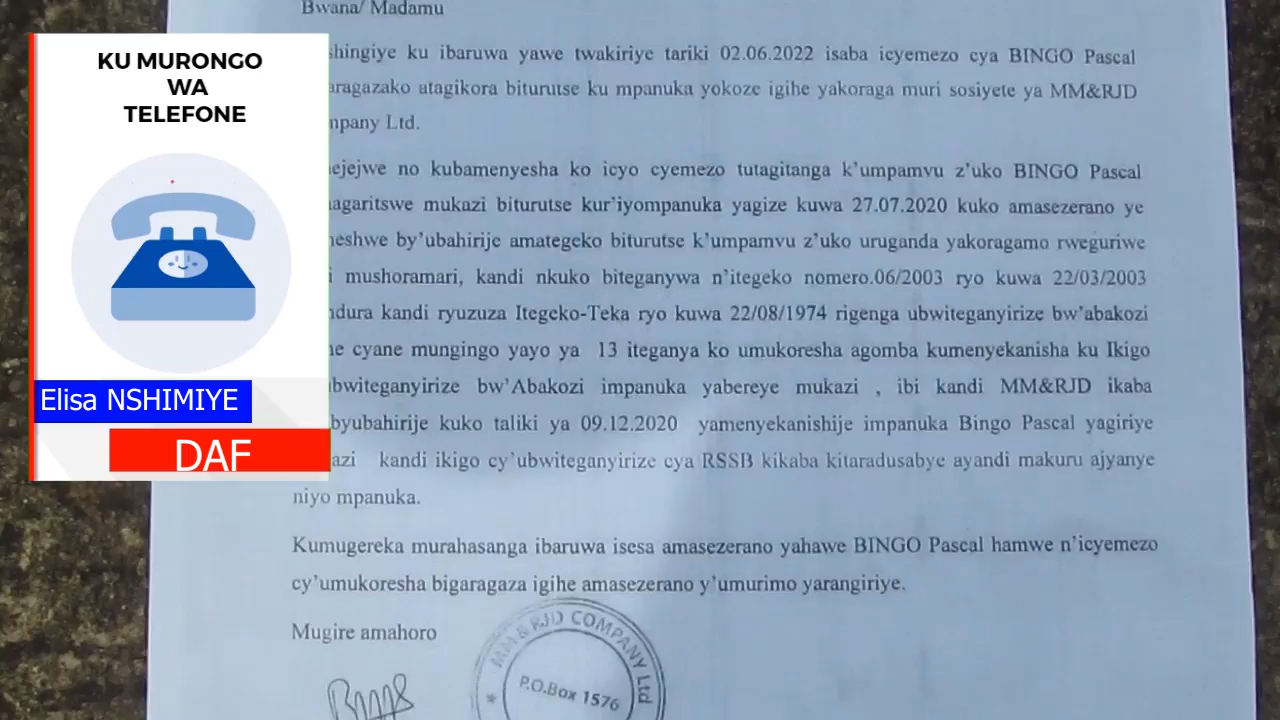 Bwana/ Madamu
KU MURONGO
WA
TELEFONE
Elisa NSHIMIYE
DAF
shingiye ku ibaruwa yawe twakiriye tariki 02.06.2022 isaba icyemezo cya BINGO Pascal
aragazako atagikora biturutse ku mpanuka yokoze igihe yakoraga muri sosiyete ya MM&RJD
mpany Ltd.
ejejwe no kubamenyesha ko icyo cyemezo tutagitanga k'umpamvu z'uko BINGO Pascal
agaritswe mukazi biturutse kur'iyompanuka yagize kuwa 27.07.2020 kuko amasezerano ye
eshwe by'ubahirije amategeko biturutse k'umpamvu z'uko uruganda yakoragamo rweguriwe
i mushoramari, kandi nkuko biteganywa n'itegeko nomero.06/2003 ryo kuwa 22/03/2003
ndura kandi ryuzuza Itegeko-Teka ryo kuwa 22/08/1974 rigenga ubwiteganyirize bw'abakozi
e cyane mungingo yayo ya 13 iteganya ko umukoresha agomba kumenyekanisha ku Ikigo
bwiteganyirize bw'Abakozi impanuka yabereye mukazi , ibi kandi MM&RJD ikaba
byubahirije kuko taliki ya 09.12.2020 yamenyekanishije impanuka Bingo Pascal yagiriye
azi kandi ikigo cy'ubwiteganyirize cya RSSB kikaba kitaradusabye ayandi makuru ajyanye
niyo mpanuka.
Kumugereka murahasanga ibaruwa isesa amasezerano yahawe BINGO Pascal hamwe n'icyemezo
cy'umukoresha bigaragaza igihe amasezerano y'umurimo yarangiriye.
Mugire amahoro
MM & RJD COMPANY Ltd
P.O.Box 1576